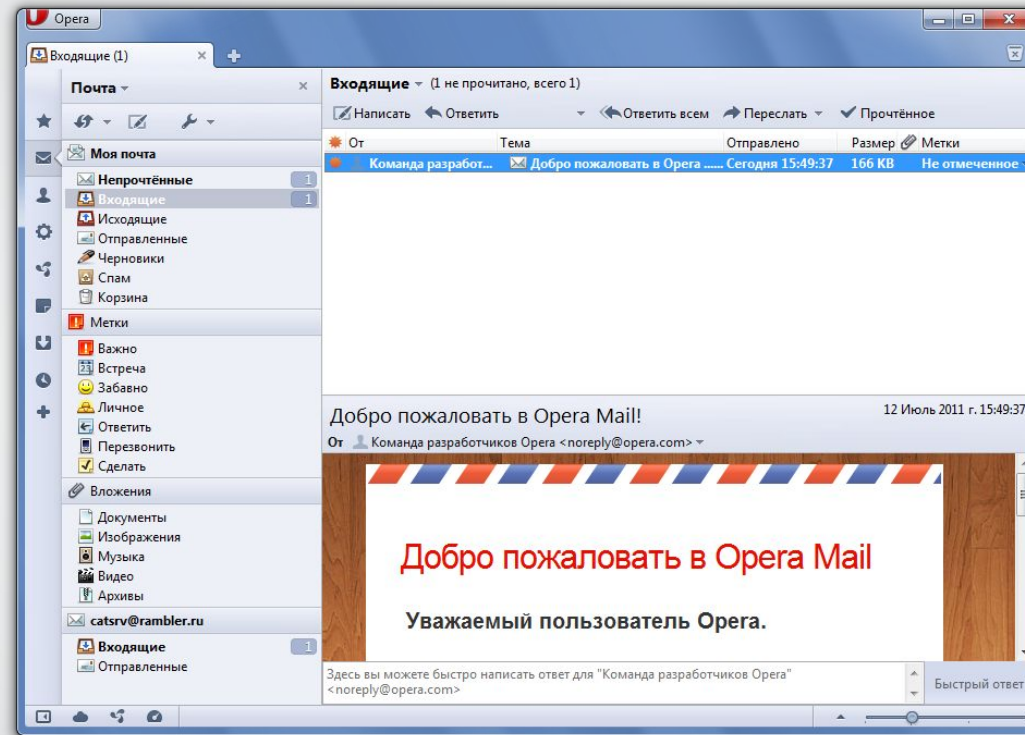 Opera
Входящие (1)
Почта
Моя почта
Непрочтённые 1
Входящие 1
Исходящие
Отправленные
Черновики
Спам
Корзина
Метки
Важно
Встреча
Забавно
Личное
Ответить
Перезвонить
Сделать
Вложения
Документы
Изображения
Музыка
Видео
Архивы
catsrv@rambler.ru
Входящие 1
Отправленные
Входящие (1 не прочитано, всего 1)
Написать Ответить Ответить всем Переслать Прочтённое
От Тема Отправлено Размер Метки
Команда разработ... Добро пожаловать в Opera ...... Сегодня 15:49:37 166 KB Не отмеченное
Добро пожаловать в Opera Mail! 12 Июль 2011 г. 15:49:37
От Команда разработчиков Opera <noreply@opera.com>
Добро пожаловать в Opera Mail
Уважаемый пользователь Opera.
Здесь вы можете быстро написать ответ для "Команда разработчиков Opera"
<noreply@opera.com>
Быстрый ответ